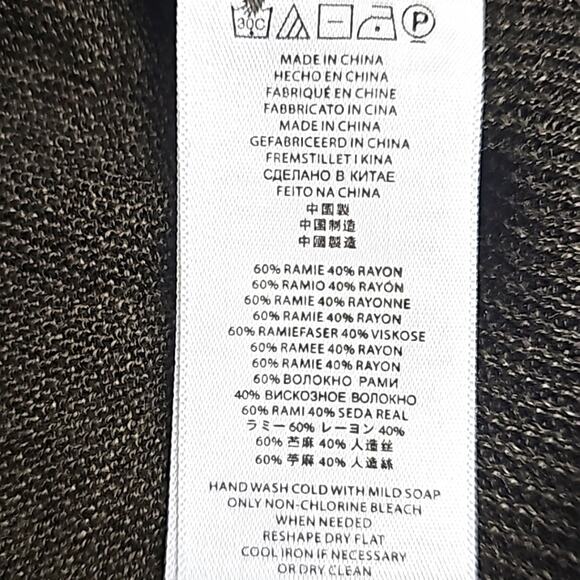 30C P
MADE IN CHINA
HECHO EN CHINA
FABRIQUÉ EN CHINE
FABBRICATO IN CINA
MADE IN CHINA
GEFABRICEERD IN CHINA
FREMSTILLET I KINA
СДЕЛАНО В КИТАЕ
FEITO NA CHINA
中国製
中国制造
中國製造
60% RAMIE 40% RAYON
60% RAMIO 40% RAYÓN
60% RAMIE 40% RAYONNE
60% RAMIE 40% RAYON
60% RAMIEFASER 40% VISKOSE
60% RAMEE 40% RAYON
60% RAMIE 40% RAYON
60% ВОЛОКНО РАМИ
40% ВИСКОЗНОЕ ВОЛОКНО
60% RAMI 40% SEDA REAL
ラミー 60% レーヨン 40%
60% 苎麻 40% 人造丝
60% 苧麻 40% 人造絲
HAND WASH COLD WITH MILD SOAP
ONLY NON-CHLORINE BLEACH
WHEN NEEDED
RESHAPE DRY FLAT
COOL IRON IF NECESSARY
OR DRY CLEAN